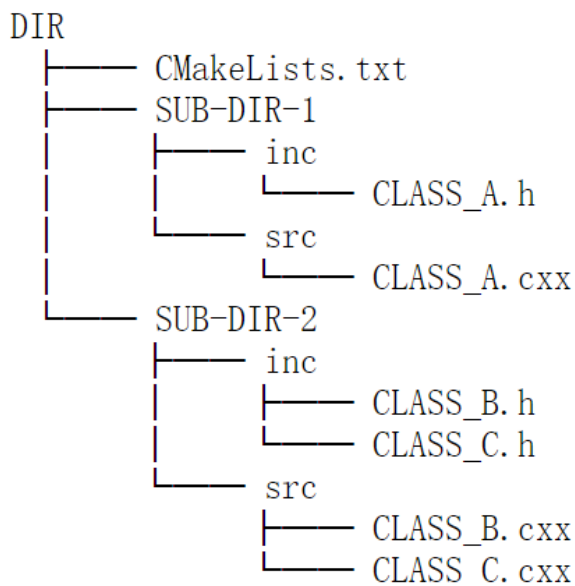 DIR
CMakeLists.txt
SUB-DIR-1
inc
CLASS_A.h
src
CLASS_A.cxx
SUB-DIR-2
inc
CLASS_B.h
CLASS_C.h
src
CLASS_B.cxx
CLASS_C.cxx